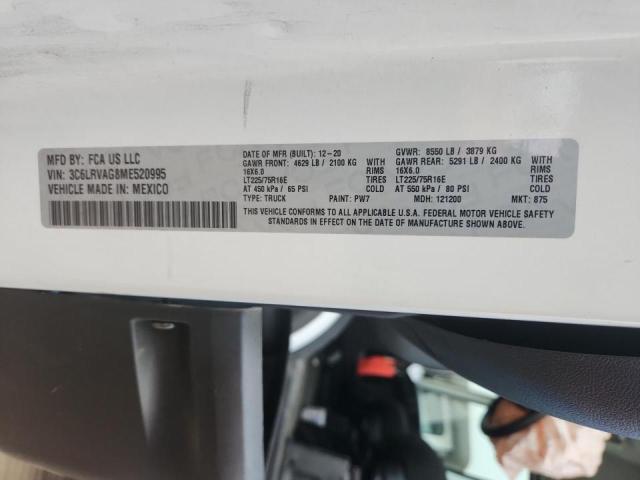 MFD BY: FCA US LLC
VIN: 3C6LRVAG8ME520995
VEHICLE MADE IN: MEXICO
DATE OF MFR (BUILT): 12-20
GAWR FRONT: 4629 LB / 2100 KG
16X6.0 RIMS
LT225/75R16E TIRES
AT 450 kPa / 65 PSI
TYPE: TRUCK
GVWR: 8550 LB / 3879 KG
GAWR REAR: 5291 LB / 2400 KG
16X6.0 RIMS
LT225/75R16E TIRES
AT 550 kPa / 80 PSI
PAINT: PW7
MDH: 121200
MKT: 875
THIS VEHICLE CONFORMS TO ALL APPLICABLE U.S.A. FEDERAL MOTOR VEHICLE SAFETY
STANDARDS IN EFFECT ON THE DATE OF MANUFACTURE SHOWN ABOVE.